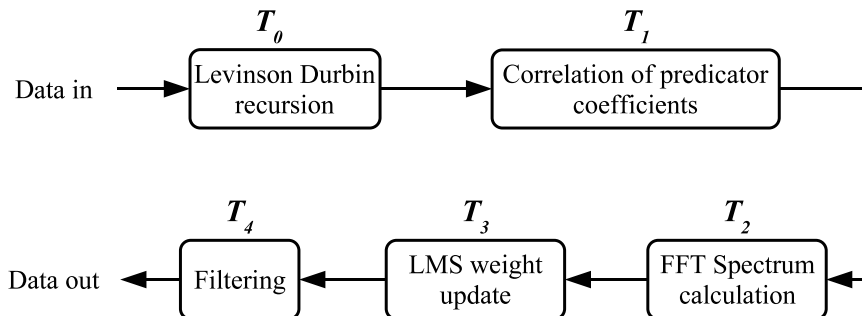 T0
T1
Data in
Levinson Durbin
recursion
Correlation of predicator
coefficients
T4
T3
T2
Data out
Filtering
LMS weight
update
FFT Spectrum
calculation